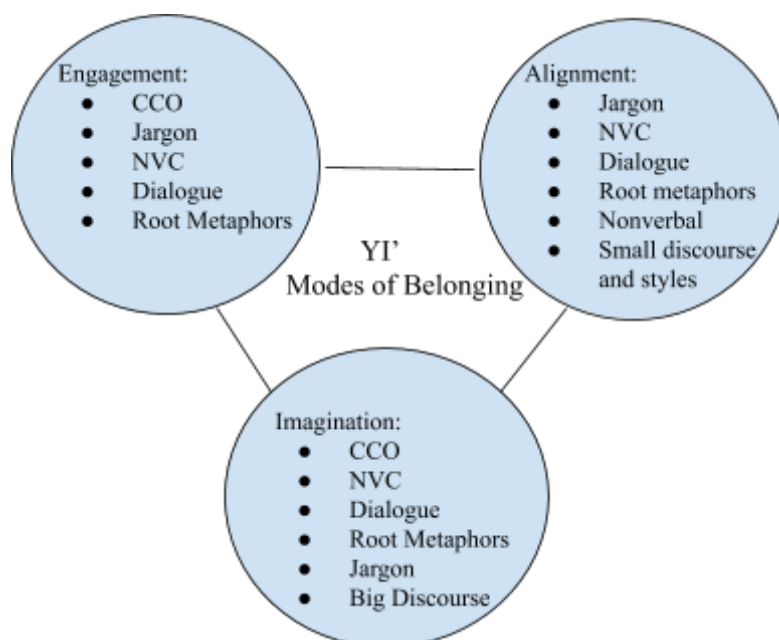 Engagement:
● CCO
● Jargon
● NVC
● Dialogue
● Root Metaphors
Alignment:
● Jargon
● NVC
● Dialogue
● Root metaphors
● Nonverbal
● Small discourse
and styles
YI’
Modes of Belonging
Imagination:
● CCO
● NVC
● Dialogue
● Root Metaphors
● Jargon
● Big Discourse